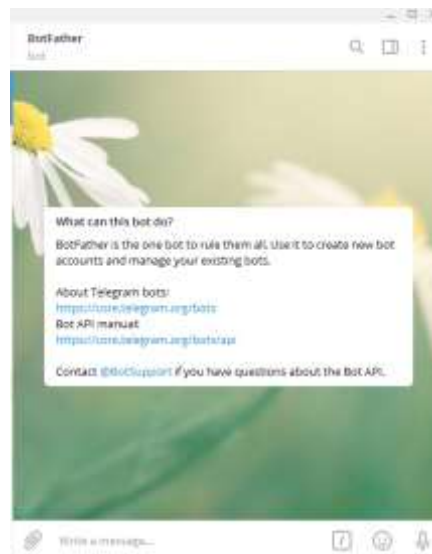 BotFather
bot
What can this bot do?
BotFather is the one bot to rule them all. Use it to create new bot
accounts and manage your existing bots.
About Telegram bots:
https://core.telegram.org/bots
Bot API manual:
https://core.telegram.org/bots/api
Contact @BotSupport if you have questions about the Bot API.
Write a message...